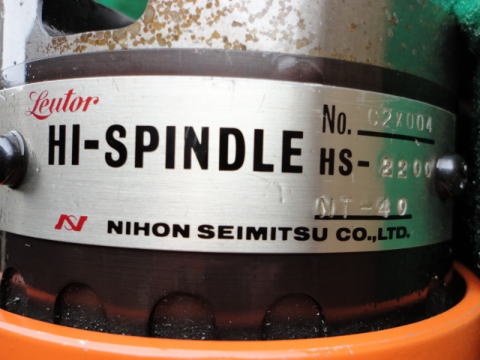 Leutor
HI-SPINDLE
No. C2X004
HS-2200
NT-40
N NIHON SEIMITSU CO.,LTD.